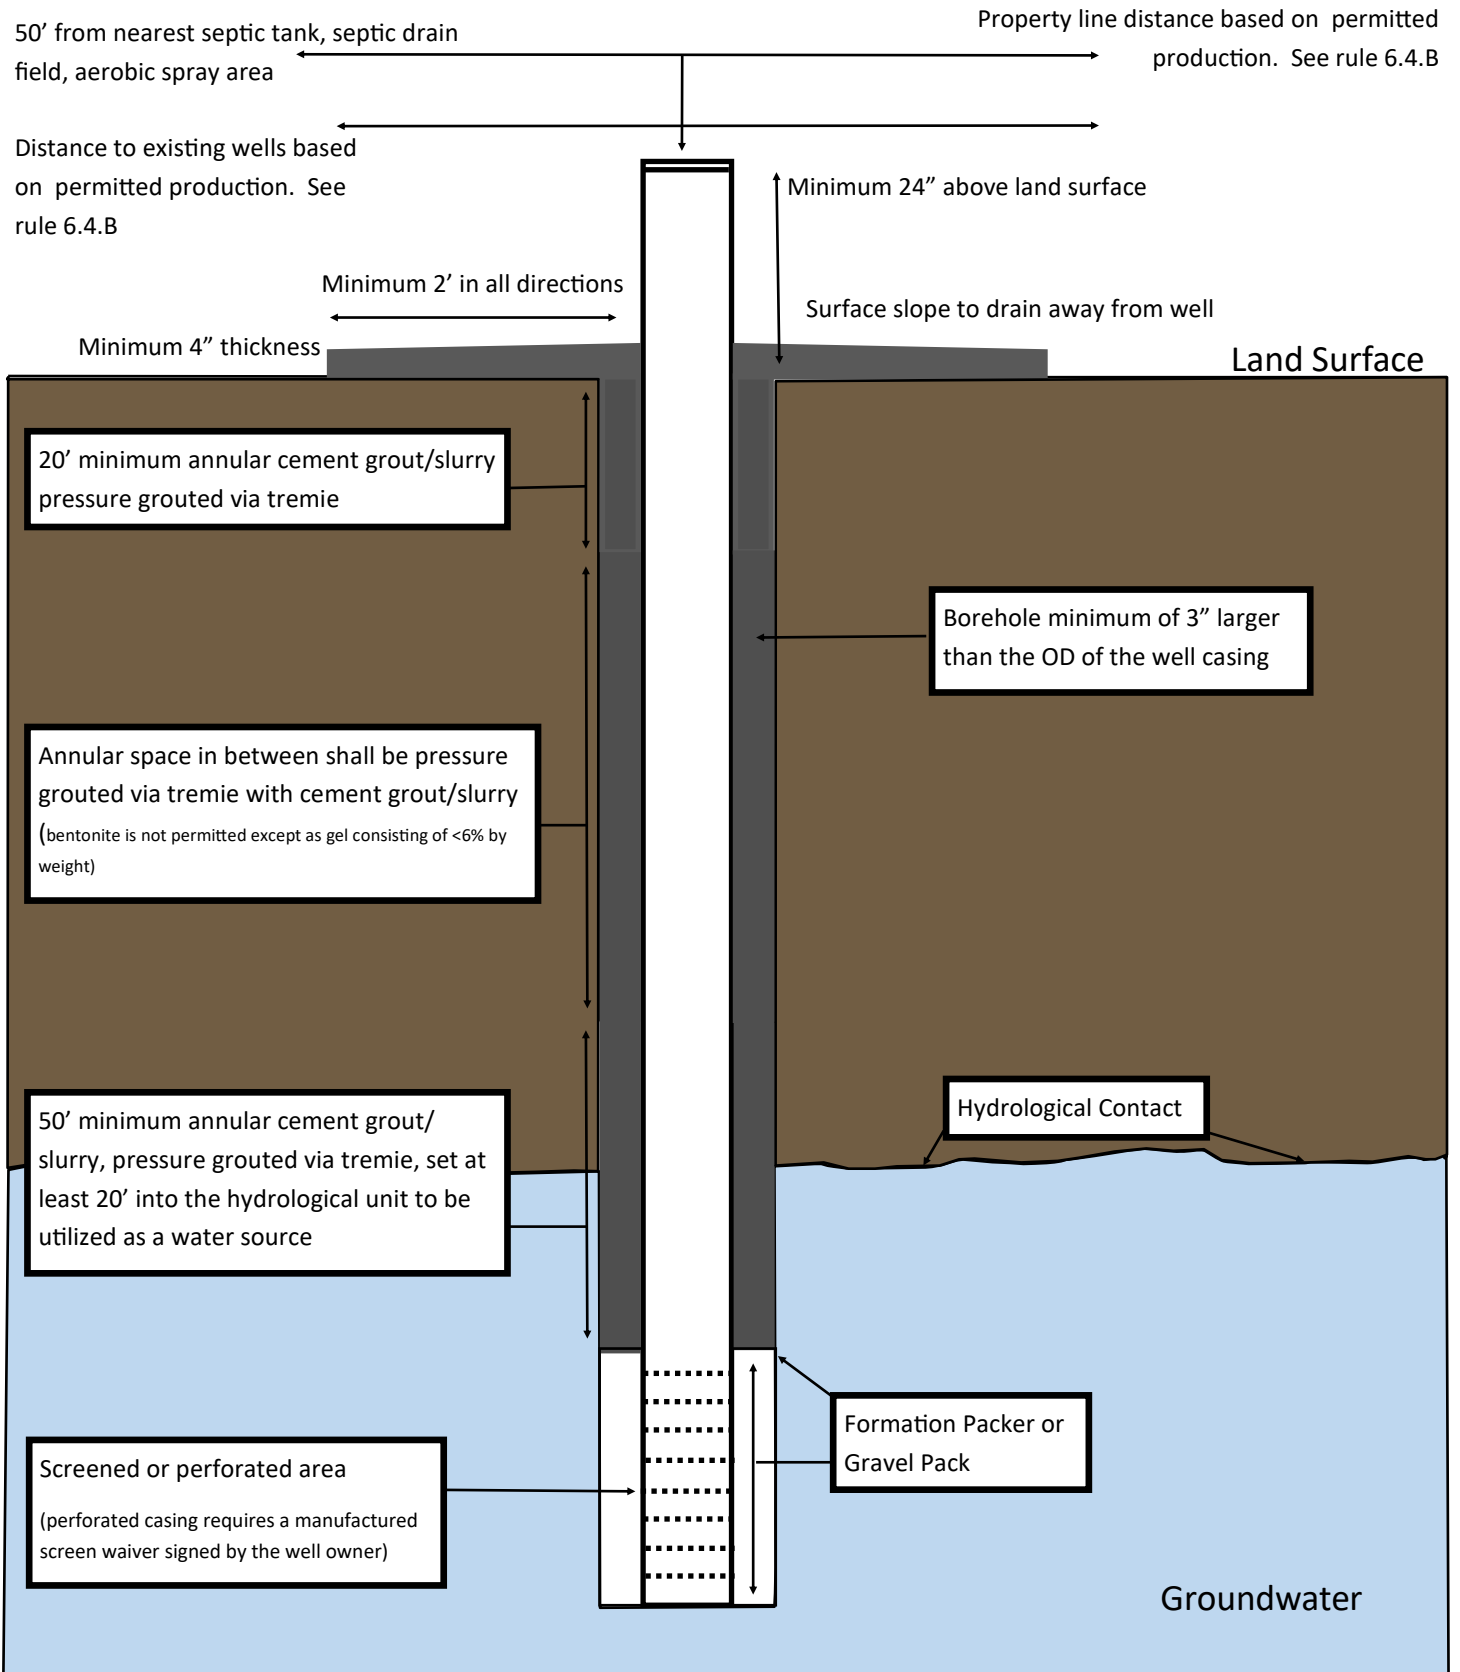 50’ from nearest septic tank, septic drain
field, aerobic spray area
Property line distance based on  permitted
production.  See rule 6.4.B
Distance to existing wells based
on  permitted production.  See
rule 6.4.B
Minimum 24” above land surface
Minimum 2’ in all directions
Surface slope to drain away from well
Minimum 4” thickness
Land Surface
20’ minimum annular cement grout/slurry
pressure grouted via tremie
Borehole minimum of 3” larger
than the OD of the well casing
Annular space in between shall be pressure
grouted via tremie with cement grout/slurry
(bentonite is not permitted except as gel consisting of <6% by
weight)
50’ minimum annular cement grout/
slurry, pressure grouted via tremie, set at
least 20’ into the hydrological unit to be
utilized as a water source
Hydrological Contact
Formation Packer or
Gravel Pack
Screened or perforated area
(perforated casing requires a manufactured
screen waiver signed by the well owner)
Groundwater